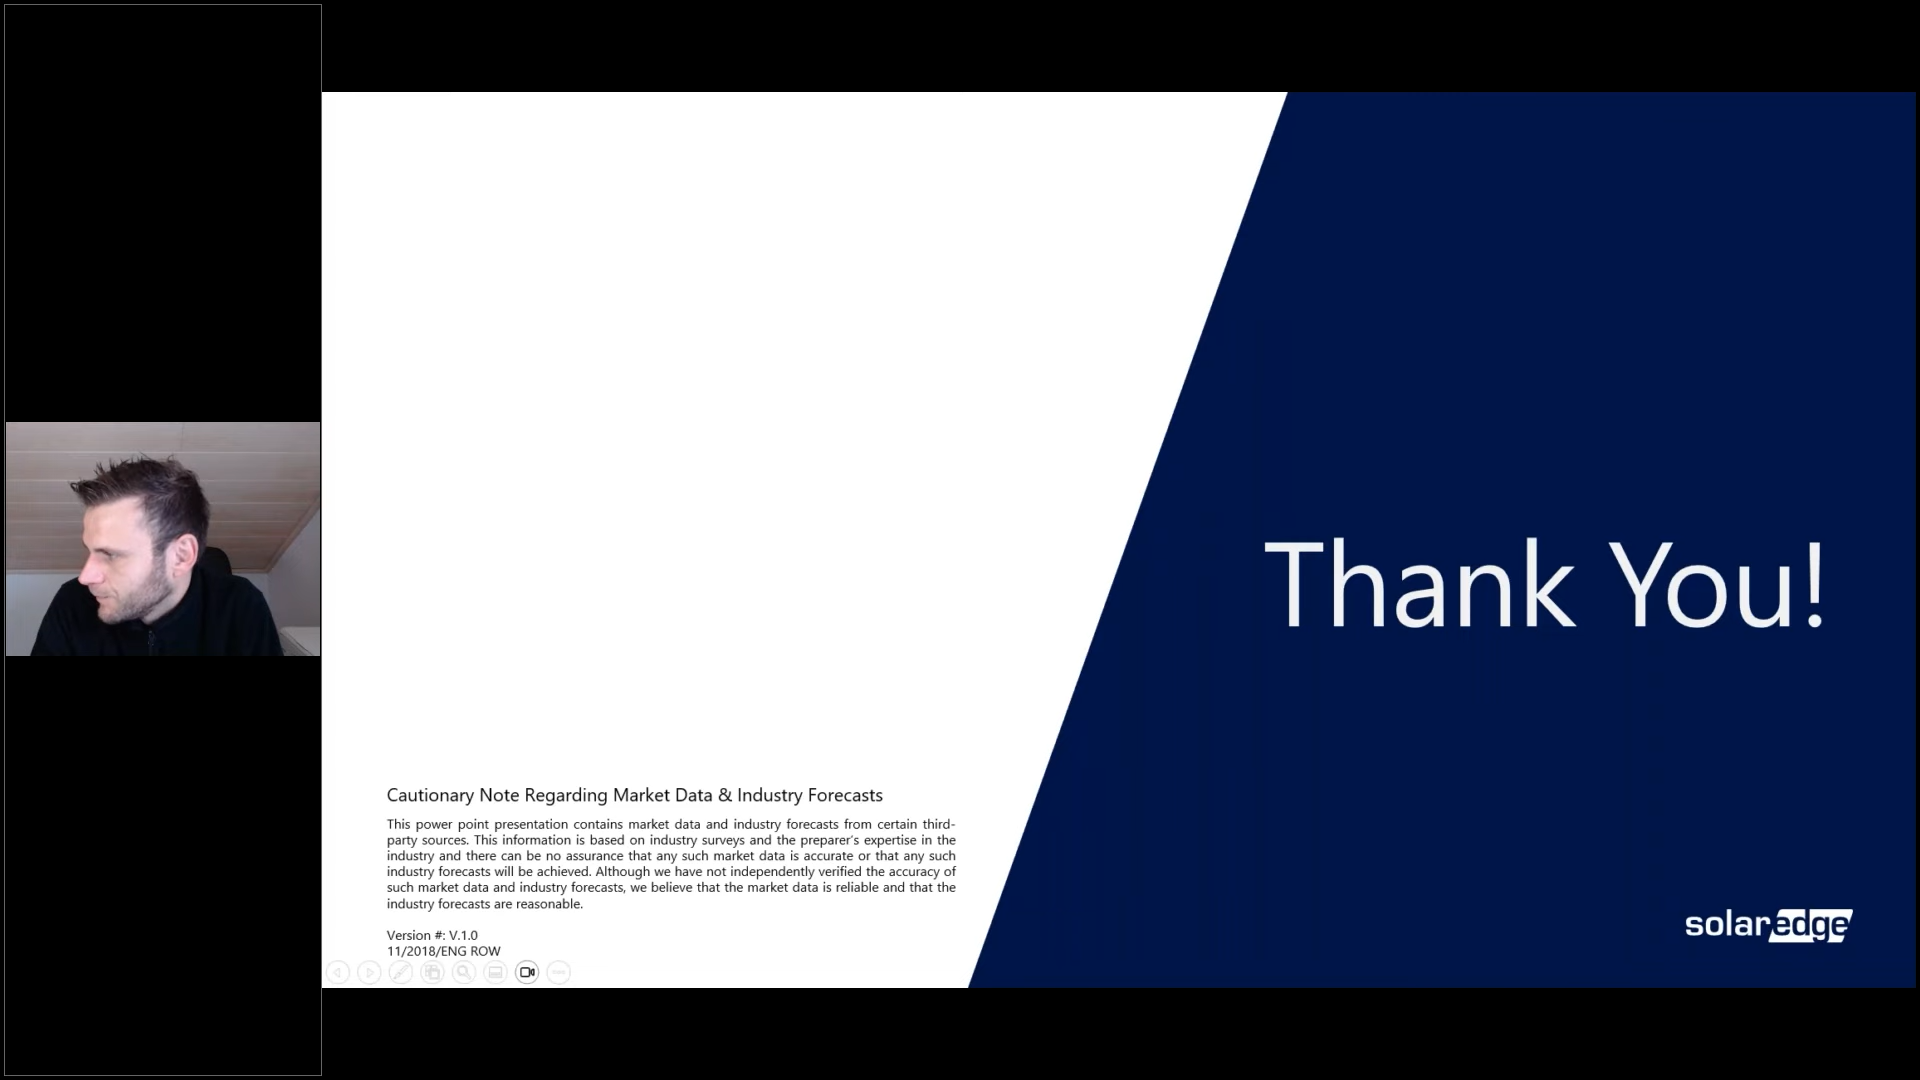 Thank You!
Cautionary Note Regarding Market Data & Industry Forecasts
This power point presentation contains market data and industry forecasts from certain third-
party sources. This information is based on industry surveys and the preparer's expertise in the
industry and there can be no assurance that any such market data is accurate or that any such
industry forecasts will be achieved. Although we have not independently verified the accuracy of
such market data and industry forecasts, we believe that the market data is reliable and that the
industry forecasts are reasonable.
Version #: V.1.0
11/2018/ENG ROW
solaredge